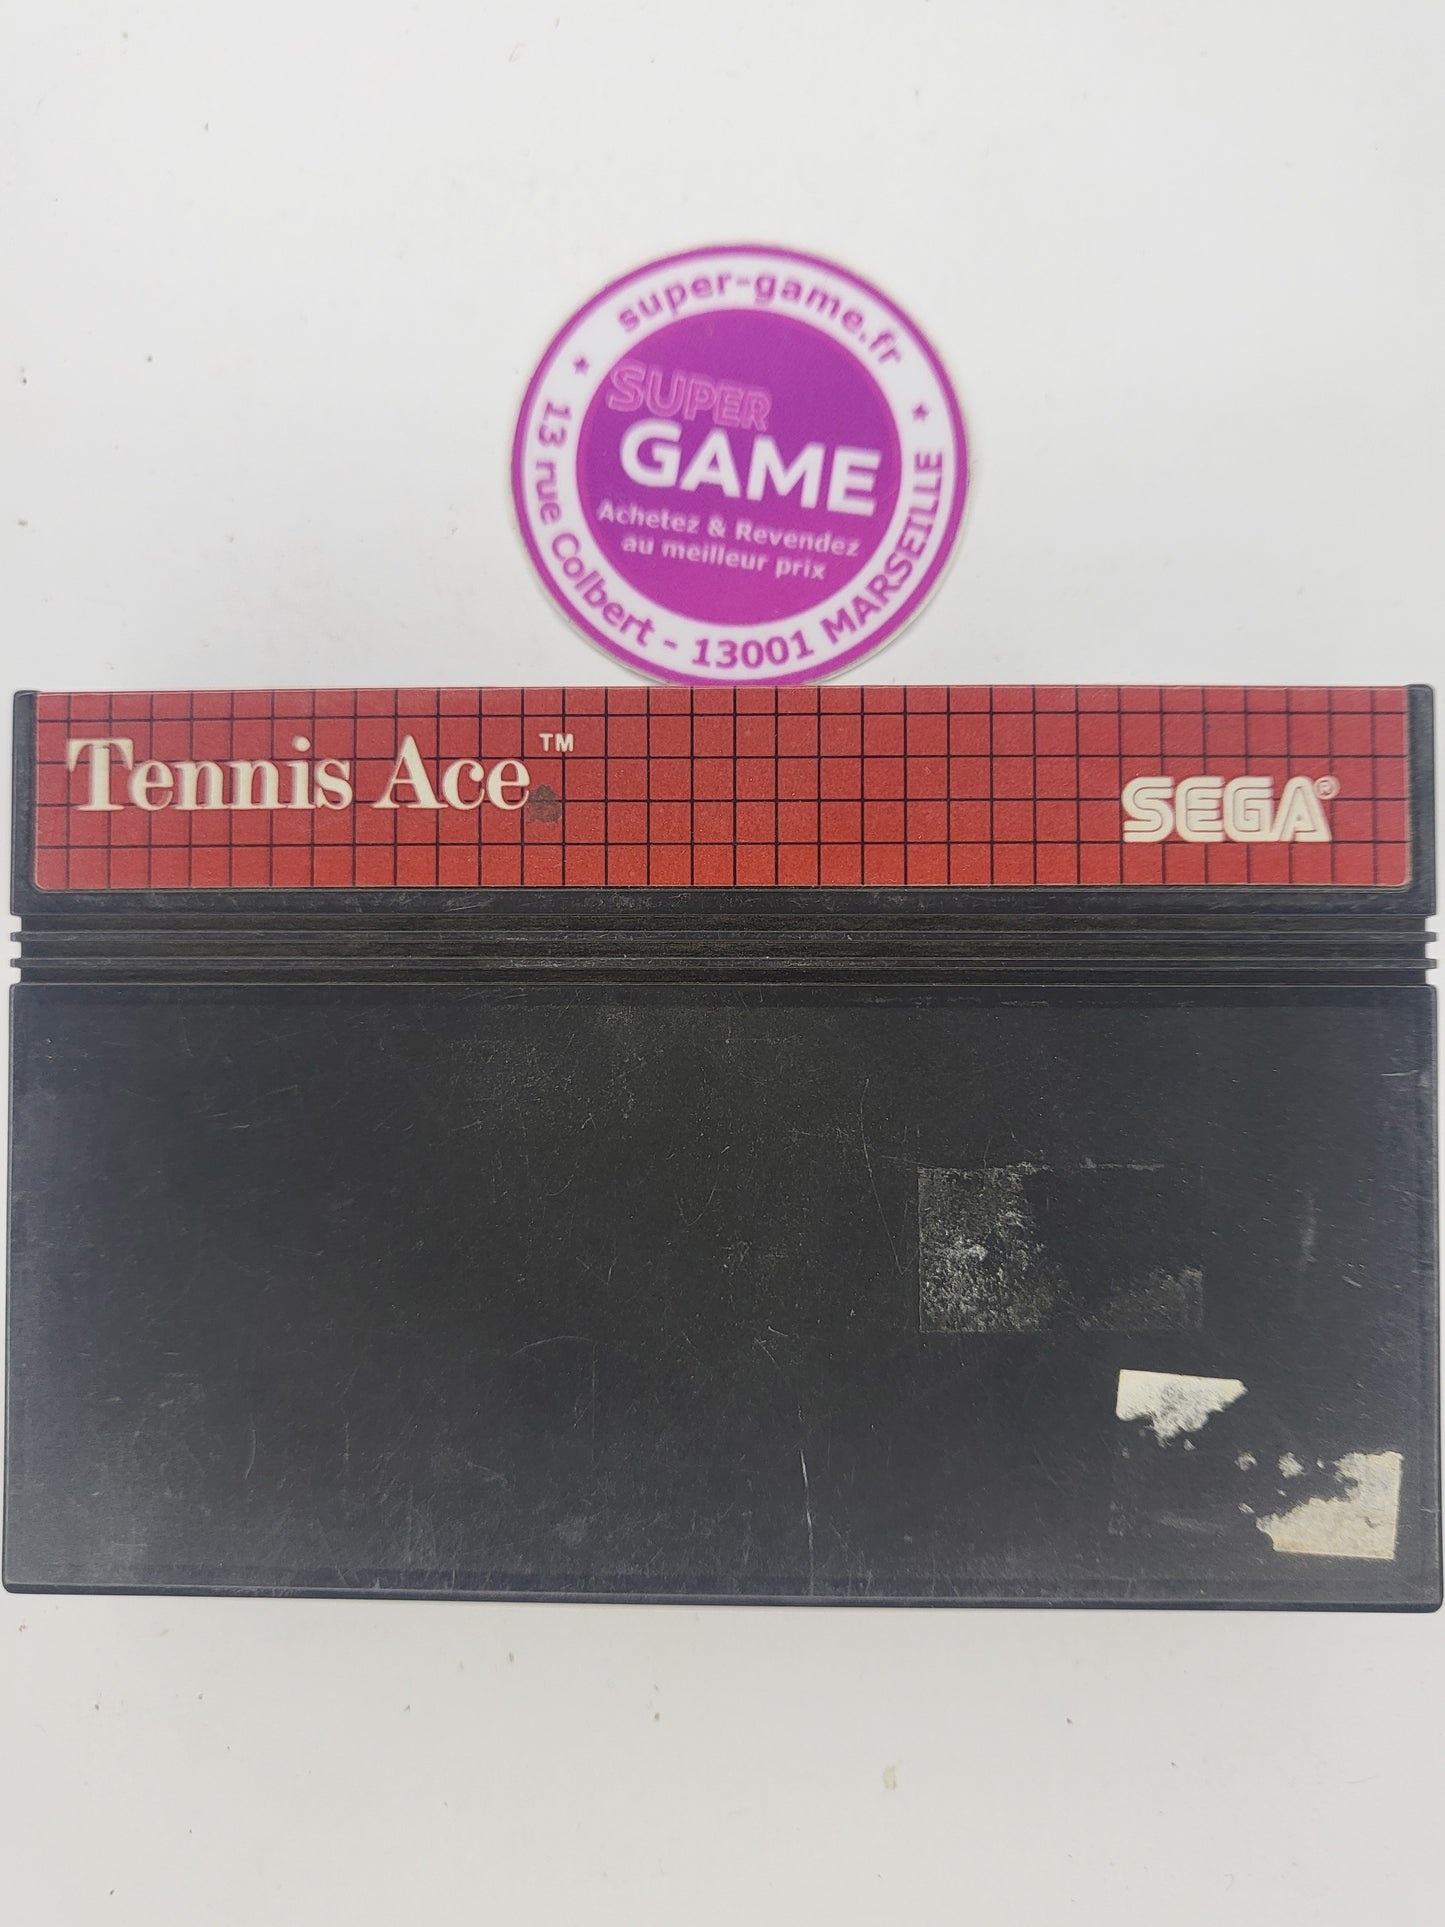 super-game.fr
SUPER
GAME
Achetez & Revendez
au meilleur prix
★ 13 rue Colbert - 13001 MARSEILLE ★
Tennis Ace™
SEGA®